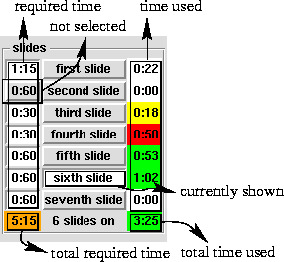 required time
time used
not selected
slides
1:15 first slide 0:22
0:60 second slide 0:00
0:30 third slide 0:18
0:30 fourth slide 0:50
0:60 fifth slide 0:53
0:60 sixth slide 1:02
0:60 seventh slide 0:00
currently shown
5:15 6 slides on 3:25
total required time
total time used